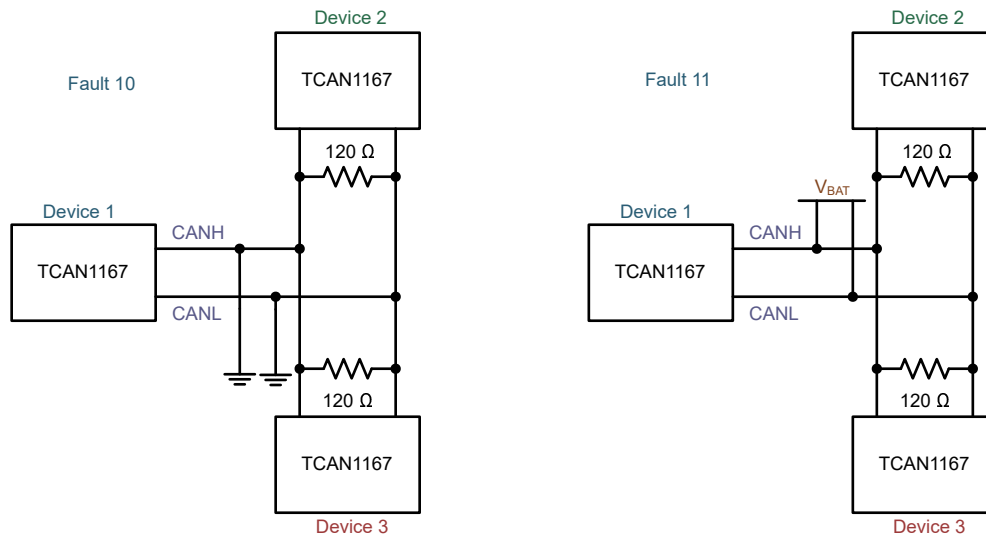 Device 2
TCAN1167
Fault 10
120 Ω
Device 1
CANH
TCAN1167
CANL
120 Ω
TCAN1167
Device 3
Device 2
TCAN1167
Fault 11
120 Ω
VBAT
Device 1
CANH
TCAN1167
CANL
120 Ω
TCAN1167
Device 3